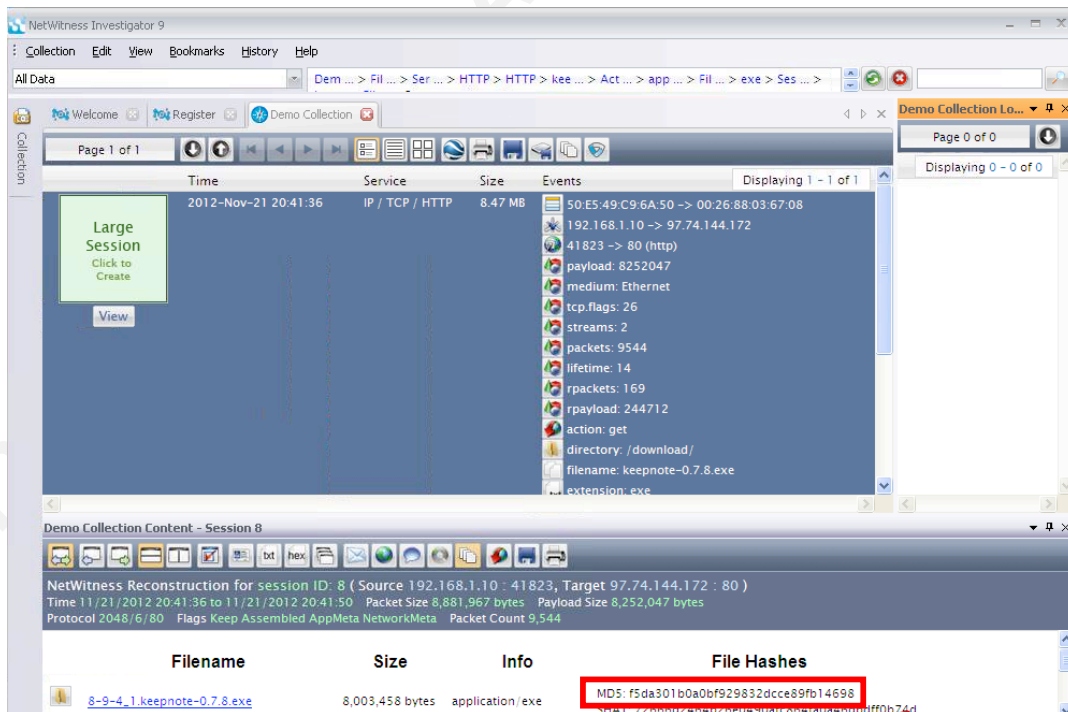 NetWitness Investigator 9
Collection Edit View Bookmarks History Help
All Data
Dem ... > Fil ... > Ser ... > HTTP > HTTP > kee ... > Act ... > app ... > Fil ... > exe > Ses ... >
Welcome
Register
Demo Collection
Demo Collection Lo...
Collection
Page 1 of 1
Page 0 of 0
Displaying 0 - 0 of 0
Time Service Size Events Displaying 1 - 1 of 1
Large
Session
Click to
Create
View
2012-Nov-21 20:41:36 IP / TCP / HTTP 8.47 MB
50:E5:49:C9:6A:50 -> 00:26:88:03:67:08
192.168.1.10 -> 97.74.144.172
41823 -> 80 (http)
payload: 8252047
medium: Ethernet
tcp.flags: 26
streams: 2
packets: 9544
lifetime: 14
rpackets: 169
rpayload: 244712
action: get
directory: /download/
filename: keepnote-0.7.8.exe
extension: exe
Demo Collection Content - Session 8
txt hex
NetWitness Reconstruction for session ID: 8 ( Source 192.168.1.10 : 41823, Target 97.74.144.172 : 80 )
Time 11/21/2012 20:41:36 to 11/21/2012 20:41:50 Packet Size 8,881,967 bytes Payload Size 8,252,047 bytes
Protocol 2048/6/80 Flags Keep Assembled AppMeta NetworkMeta Packet Count 9,544
Filename Size Info File Hashes
8-9-4_1.keepnote-0.7.8.exe 8,003,458 bytes application/exe
MD5: f5da301b0a0bf929832dcce89fb14698